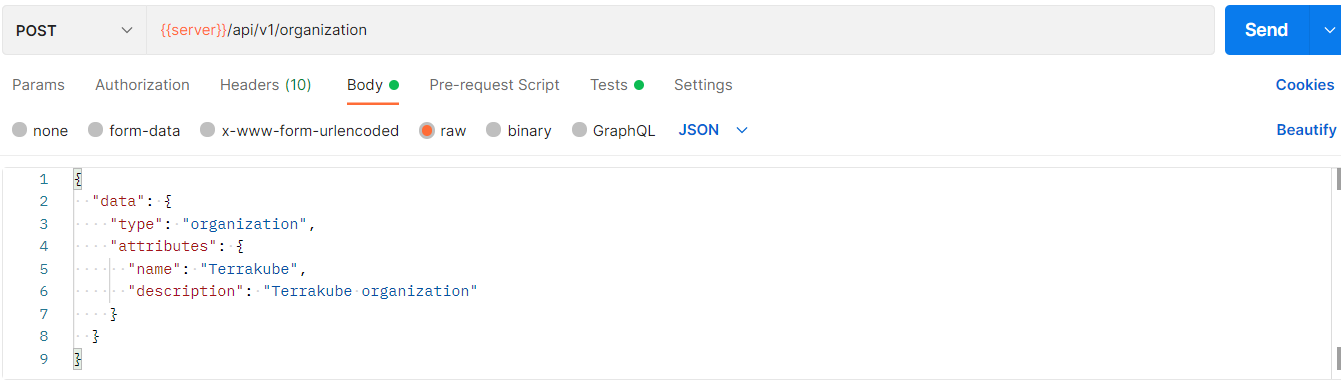 POST {{server}}/api/v1/organization Send
Params Authorization Headers (10) Body Pre-request Script Tests Settings Cookies
none form-data x-www-form-urlencoded raw binary GraphQL JSON Beautify
1 {
2 "data": {
3 "type": "organization",
4 "attributes": {
5 "name": "Terrakube",
6 "description": "Terrakube organization"
7 }
8 }
9 }